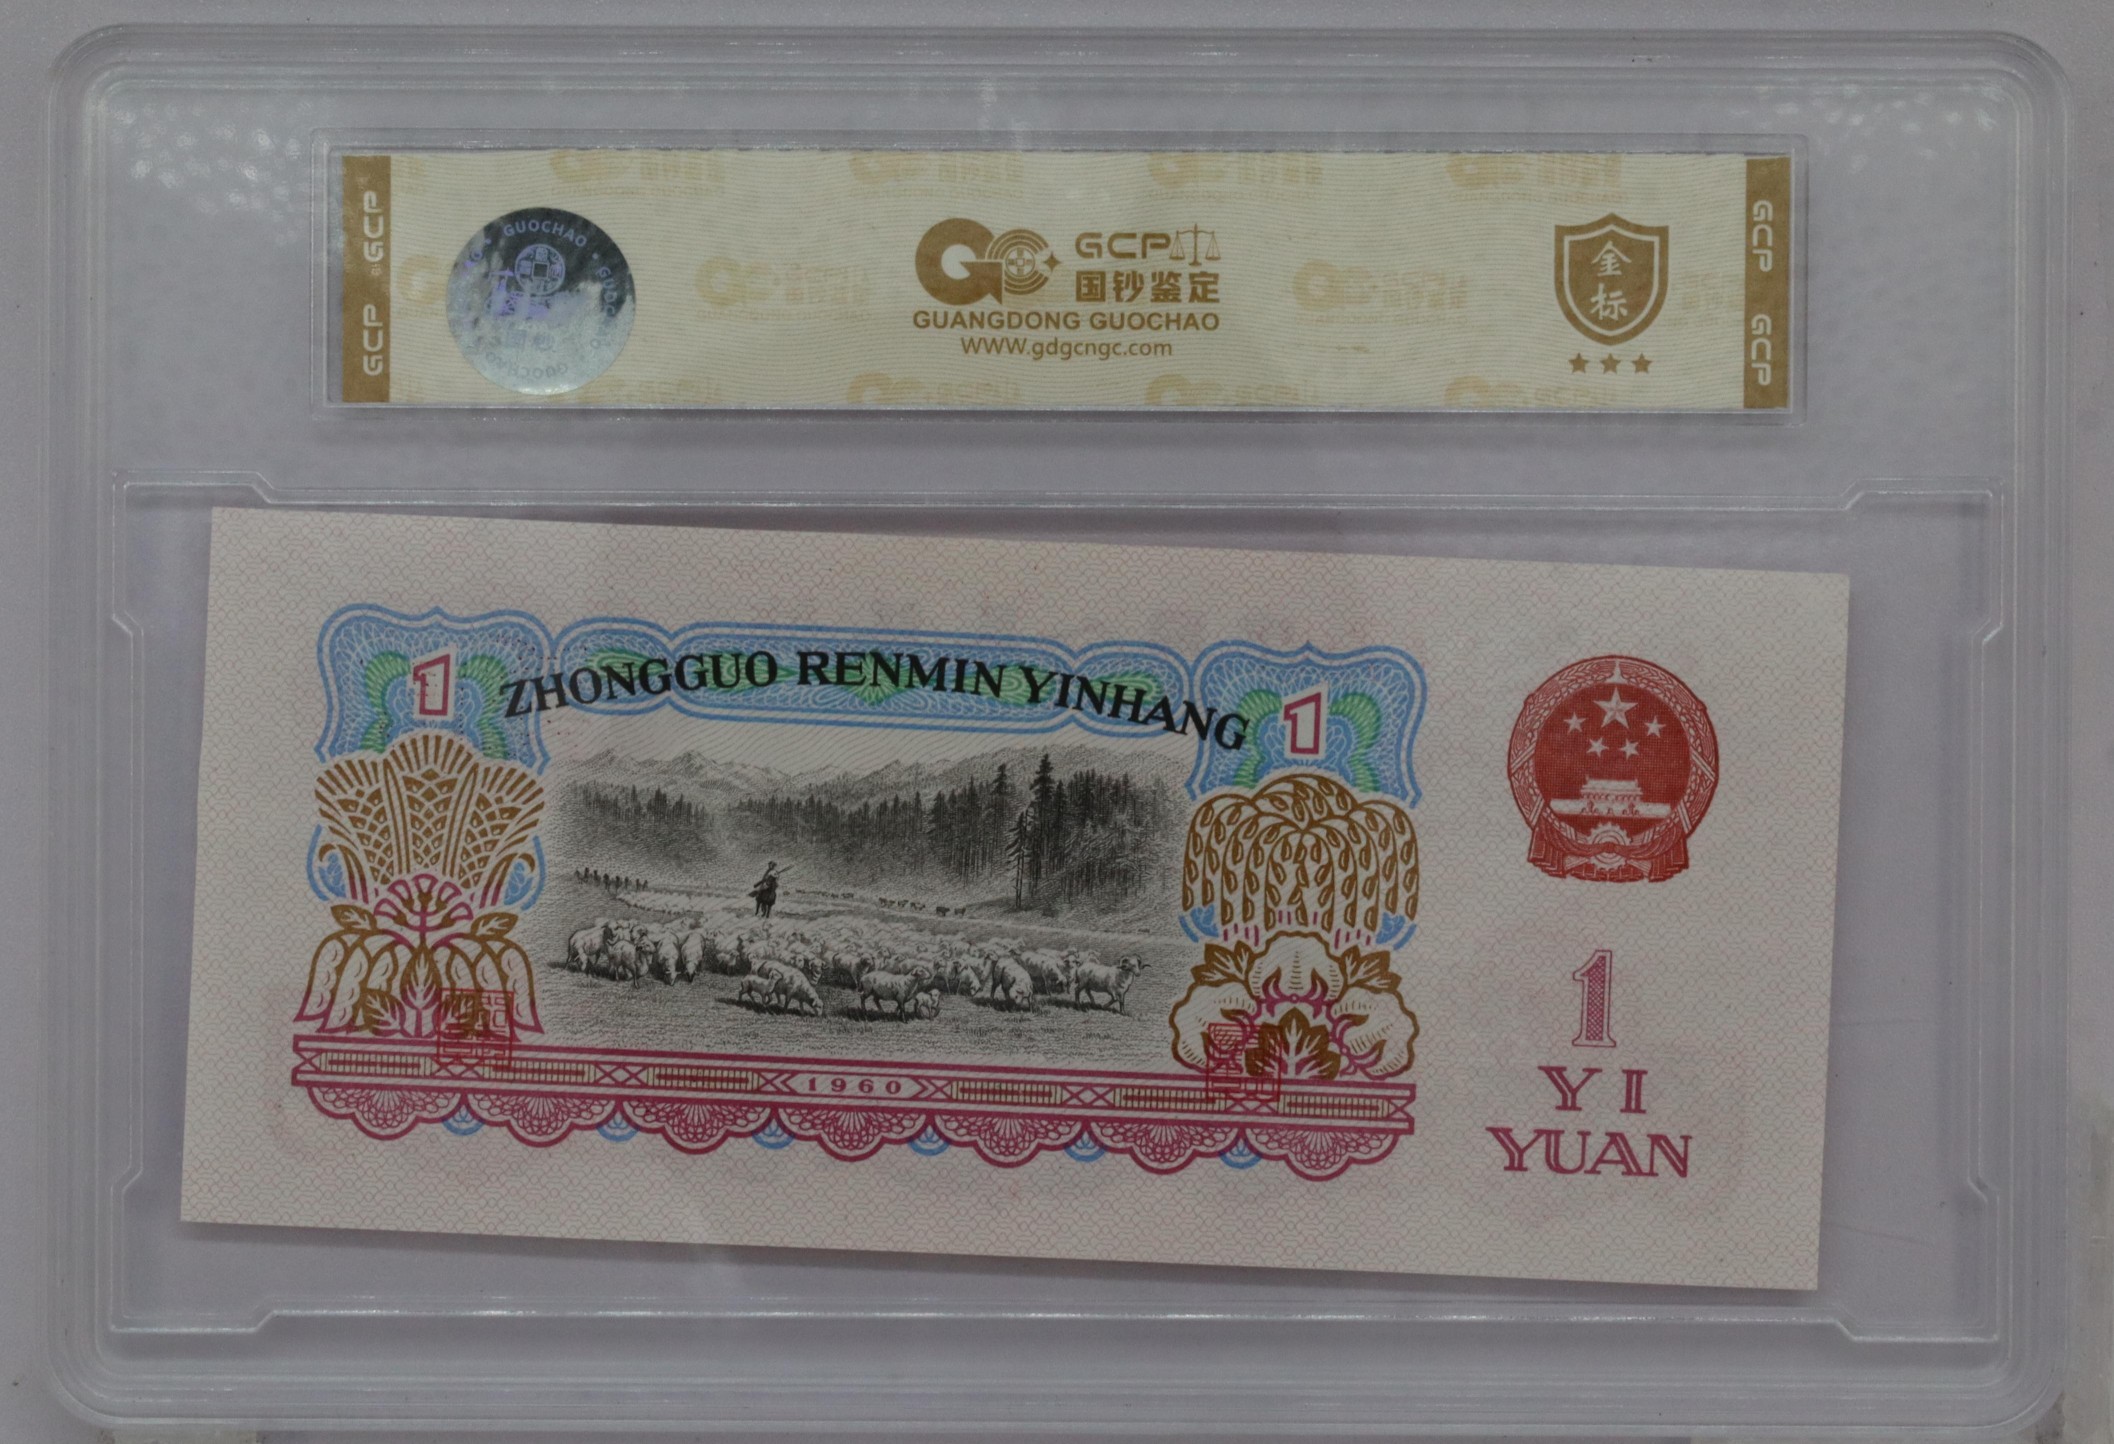 GCP GCP
GUOCHAO
GCP
国钞鉴定
GUANGDONG GUOCHAO
WWW.gdgcngc.com
金标
GCP GCP
ZHONGGUO RENMIN YINHANG
1
1
1960
1
YI
YUAN